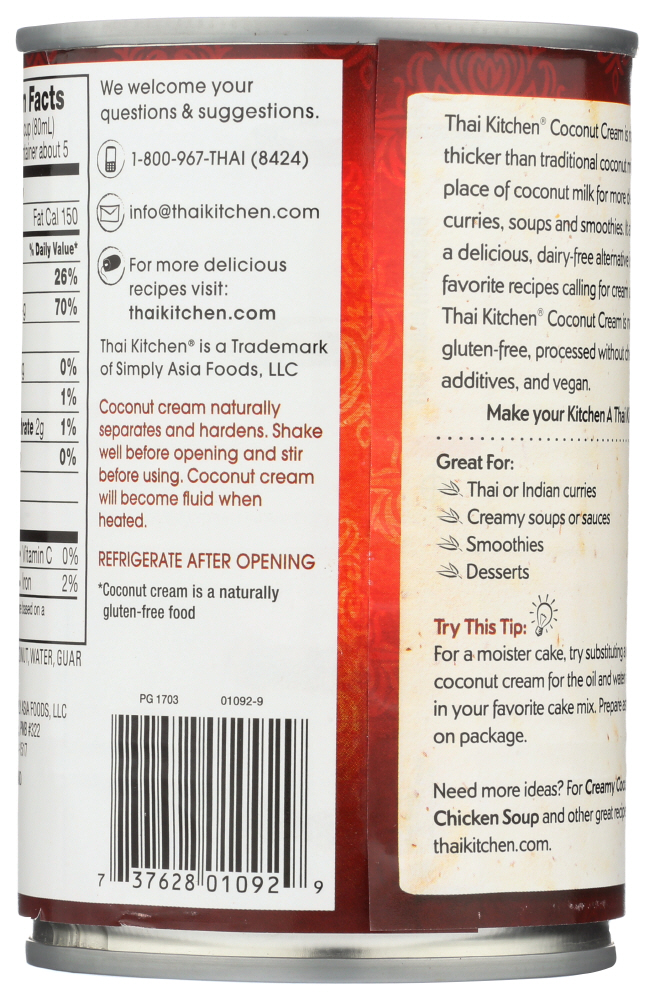 Facts
cup (80mL)
about 5
Fat Cal 150
% Daily Value*
26%
70%
0%
1%
2g 1%
0%
Vitamin C 0%
Iron 2%
based on a
WATER, GUAR
FOODS, LLC
#322
We welcome your
questions & suggestions.
1-800-967-THAI (8424)
info@thaikitchen.com
For more delicious
recipes visit:
thaikitchen.com
Thai Kitchen® is a Trademark
of Simply Asia Foods, LLC
Coconut cream naturally
separates and hardens. Shake
well before opening and stir
before using. Coconut cream
will become fluid when
heated.
REFRIGERATE AFTER OPENING
*Coconut cream is a naturally
gluten-free food
PG 1703 01092-9
7 37628 01092 9
Thai Kitchen® Coconut Cream is
thicker than traditional coconut
place of coconut milk for more
curries, soups and smoothies.
a delicious, dairy-free alternative
favorite recipes calling for cream
Thai Kitchen® Coconut Cream is
gluten-free, processed without
additives, and vegan.
Make your Kitchen A Thai
Great For:
Thai or Indian curries
Creamy soups or sauces
Smoothies
Desserts
Try This Tip:
For a moister cake, try substituting
coconut cream for the oil and water
in your favorite cake mix. Prepare
on package.
Need more ideas? For Creamy
Chicken Soup and other great
thaikitchen.com.